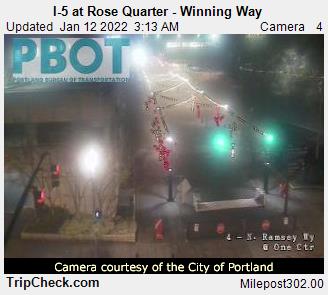 I-5 at Rose Quarter - Winning Way
Updated Jan 12 2022 3:13 AM Camera 4
PBOT
PORTLAND BUREAU OF TRANSPORTATION
4 - N. Ramsey Wy
@ One Ctr
Camera courtesy of the City of Portland
TripCheck.com Milepost302.00